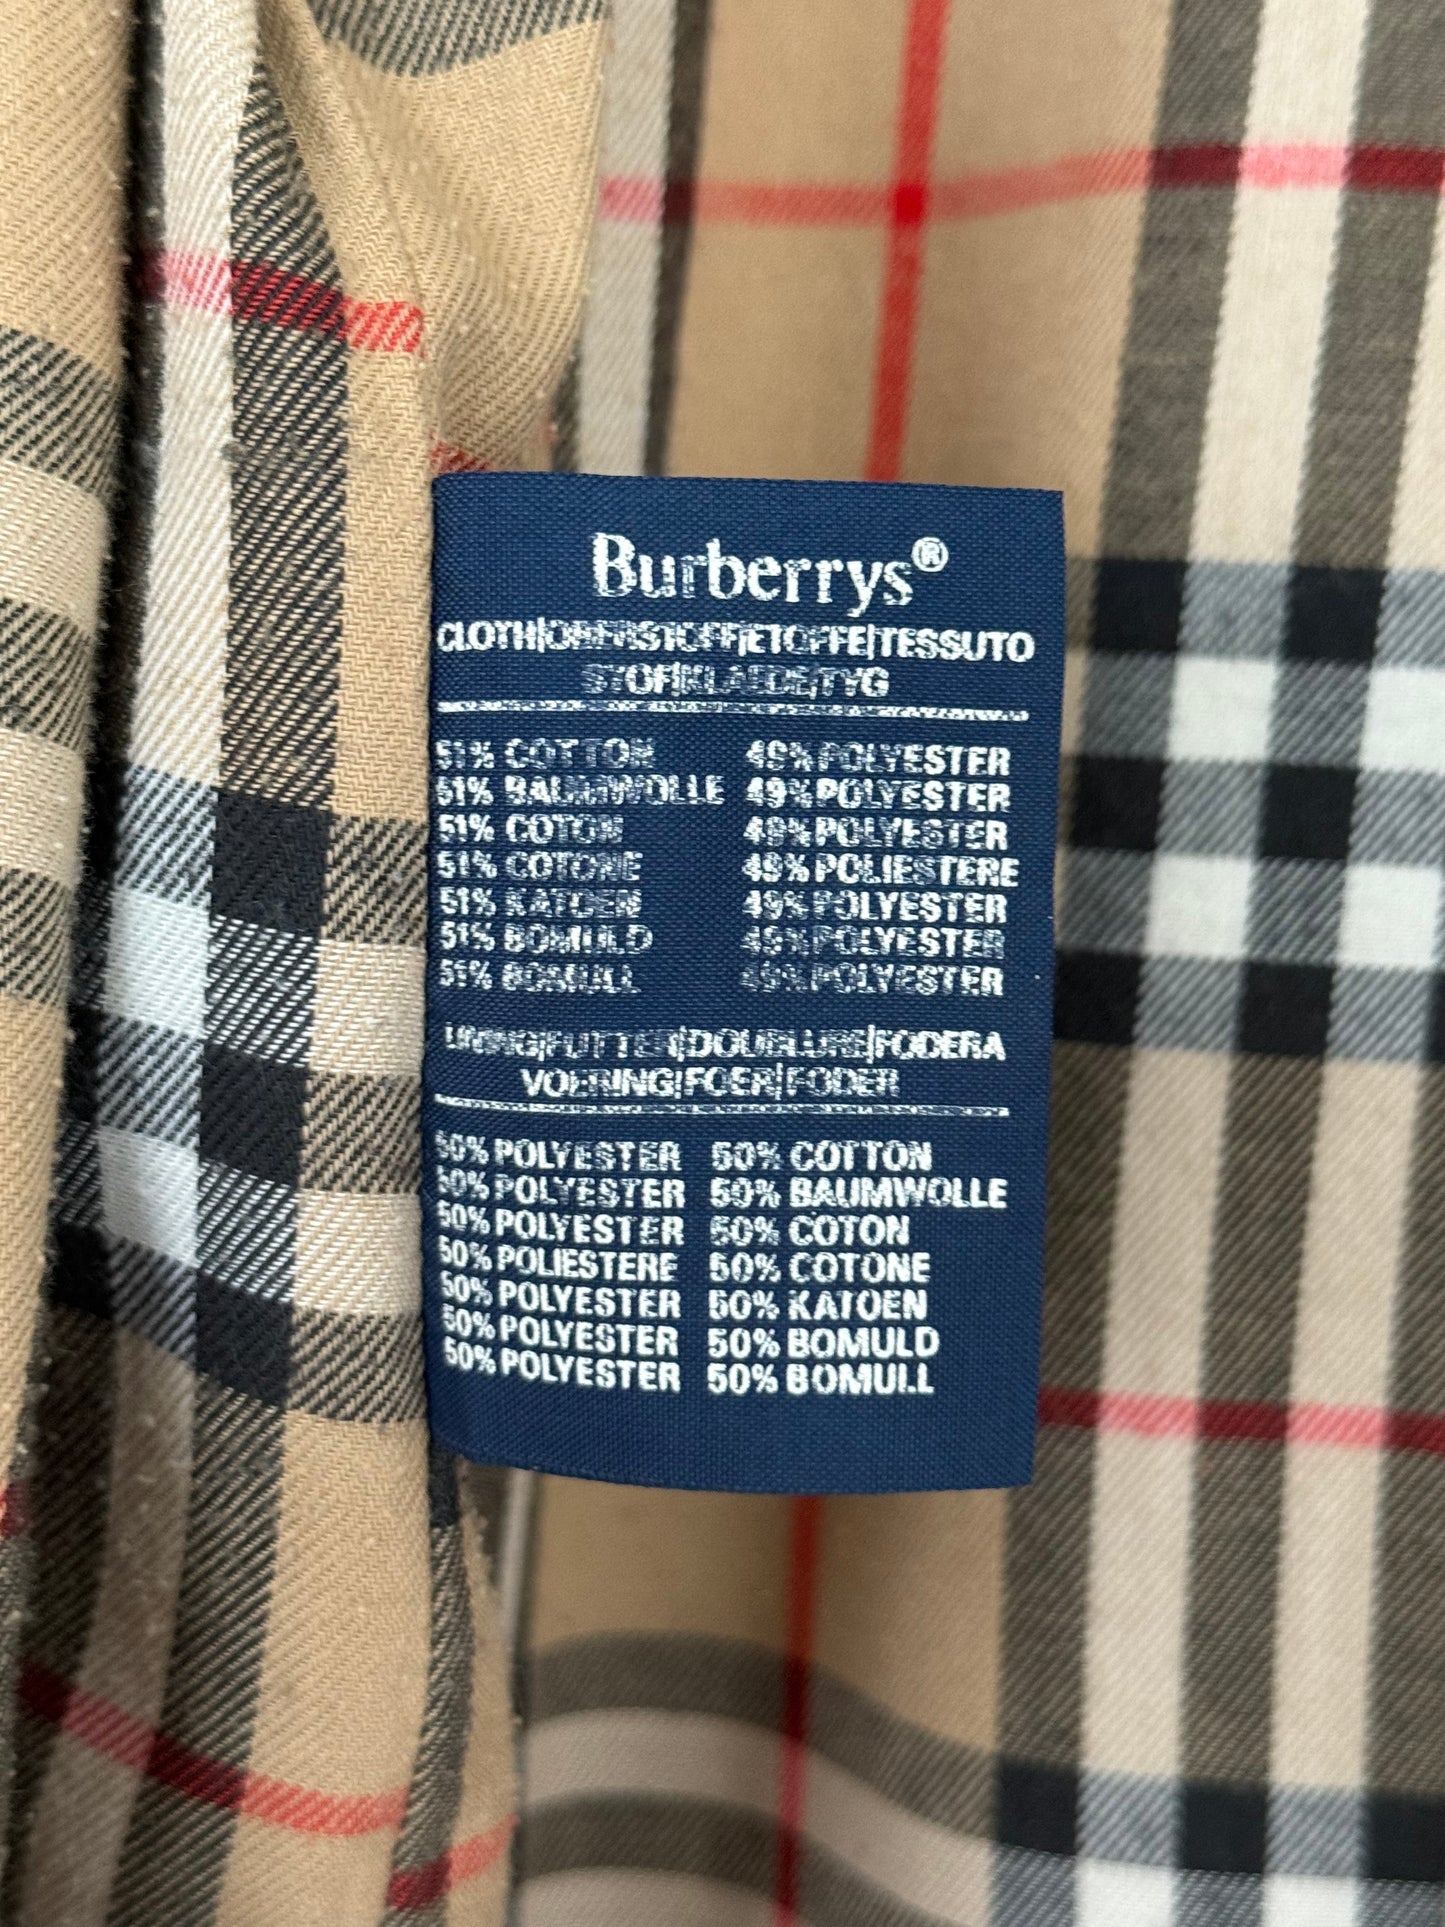 Burberrys®
CLOTH|OBERSTOFF|ETOFFE|TESSUTO
STOF|KLAEDE|TYG
51% COTTON 49% POLYESTER
51% BAUMWOLLE 49% POLYESTER
51% COTON 49% POLYESTER
51% COTONE 49% POLIESTERE
51% KATOEN 49% POLYESTER
51% BOMULD 49% POLYESTER
51% BOMULL 49% POLYESTER
LINING|FUTTER|DOUBLURE|FODERA
VOERING|FOER|FODER
50% POLYESTER 50% COTTON
50% POLYESTER 50% BAUMWOLLE
50% POLYESTER 50% COTON
50% POLIESTERE 50% COTONE
50% POLYESTER 50% KATOEN
50% POLYESTER 50% BOMULD
50% POLYESTER 50% BOMULL